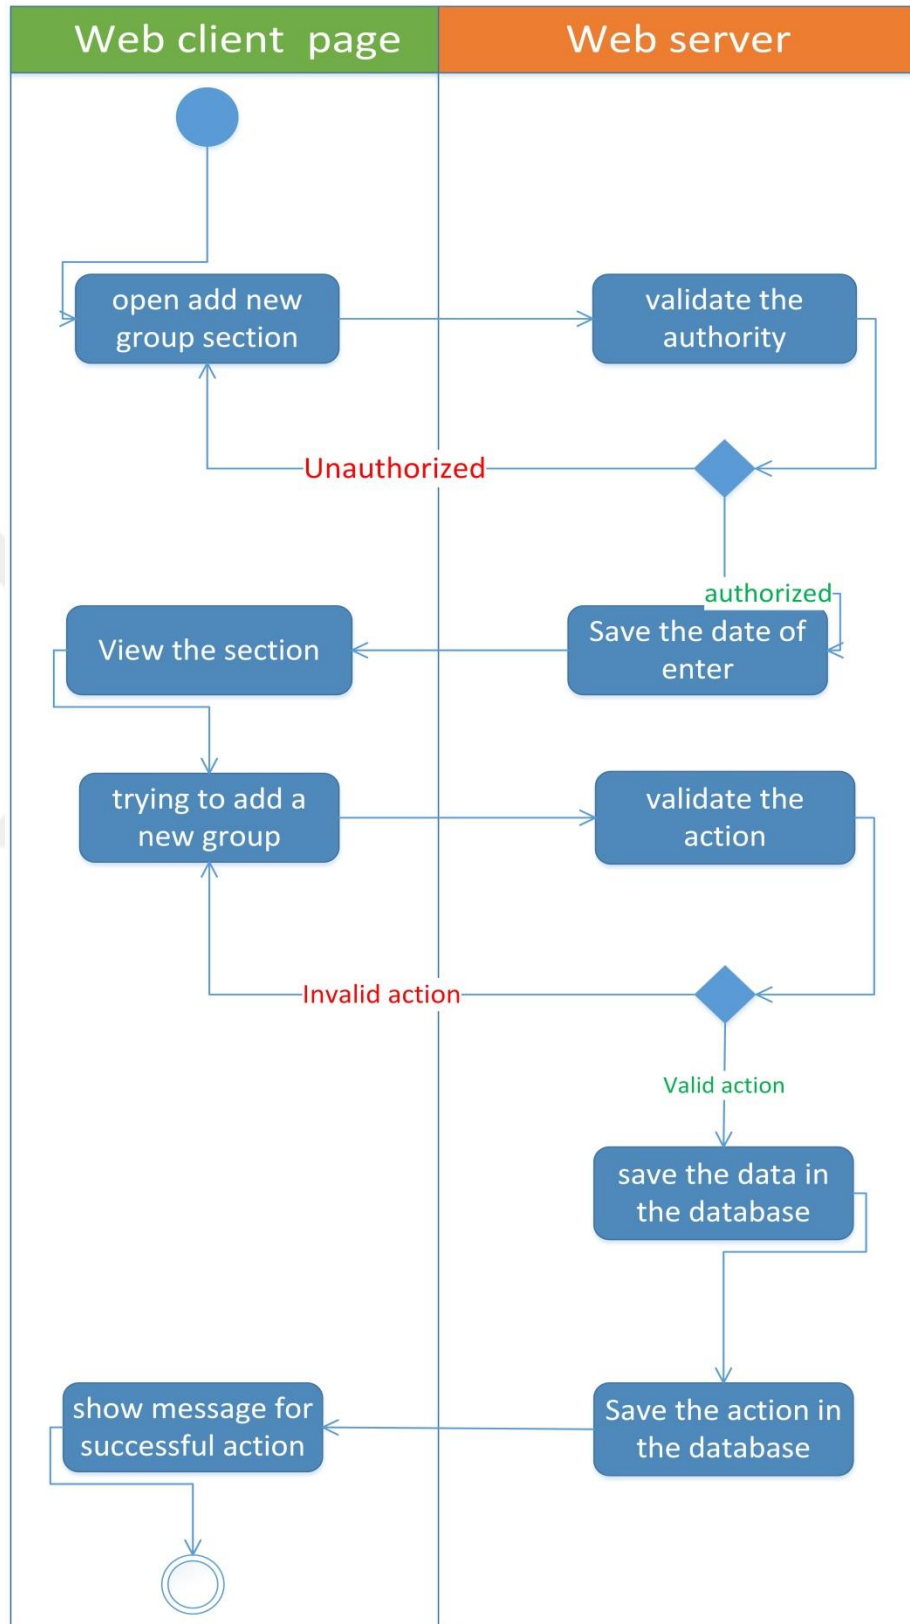 Web client  page
Web server
open add new
group section
validate the
authority
Unauthorized
authorized
View the section
Save the date of
enter
trying to add a
new group
validate the
action
Invalid action
Valid action
save the data in
the database
show message for
successful action
Save the action in
the database